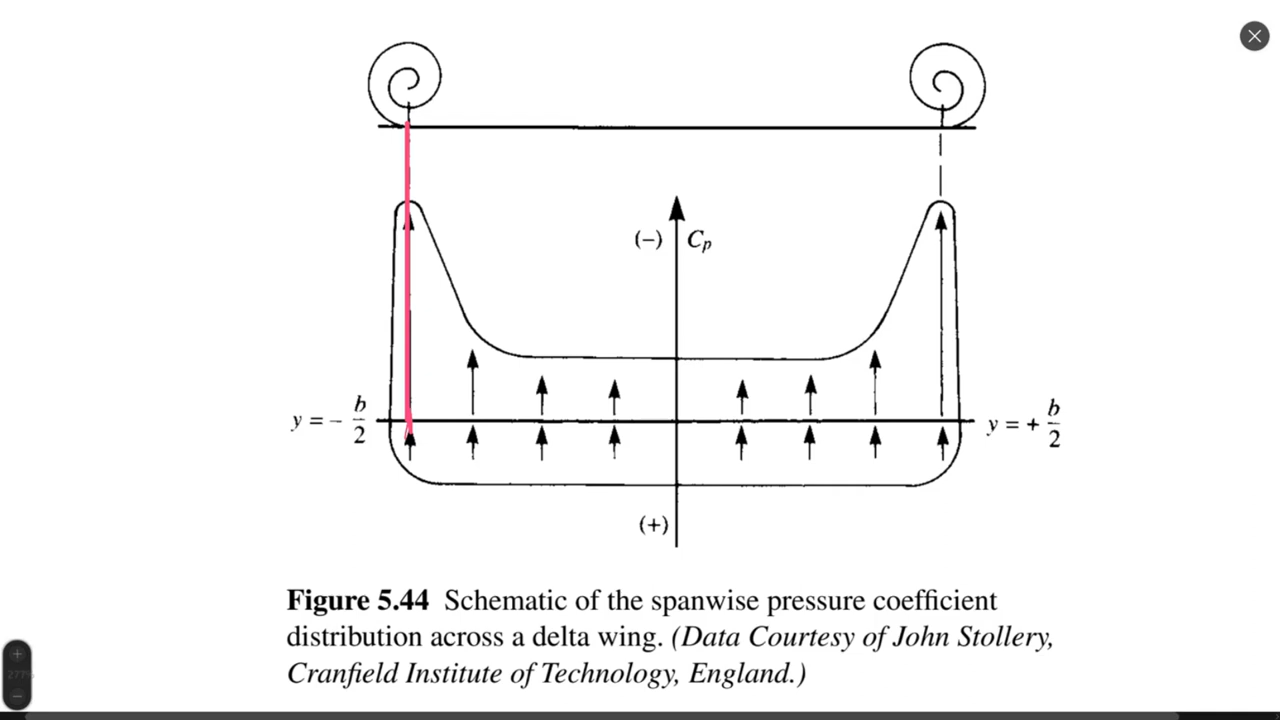 (−) Cp
y = − b/2
y = + b/2
(+)
Figure 5.44 Schematic of the spanwise pressure coefficient
distribution across a delta wing. (Data Courtesy of John Stollery,
Cranfield Institute of Technology, England.)